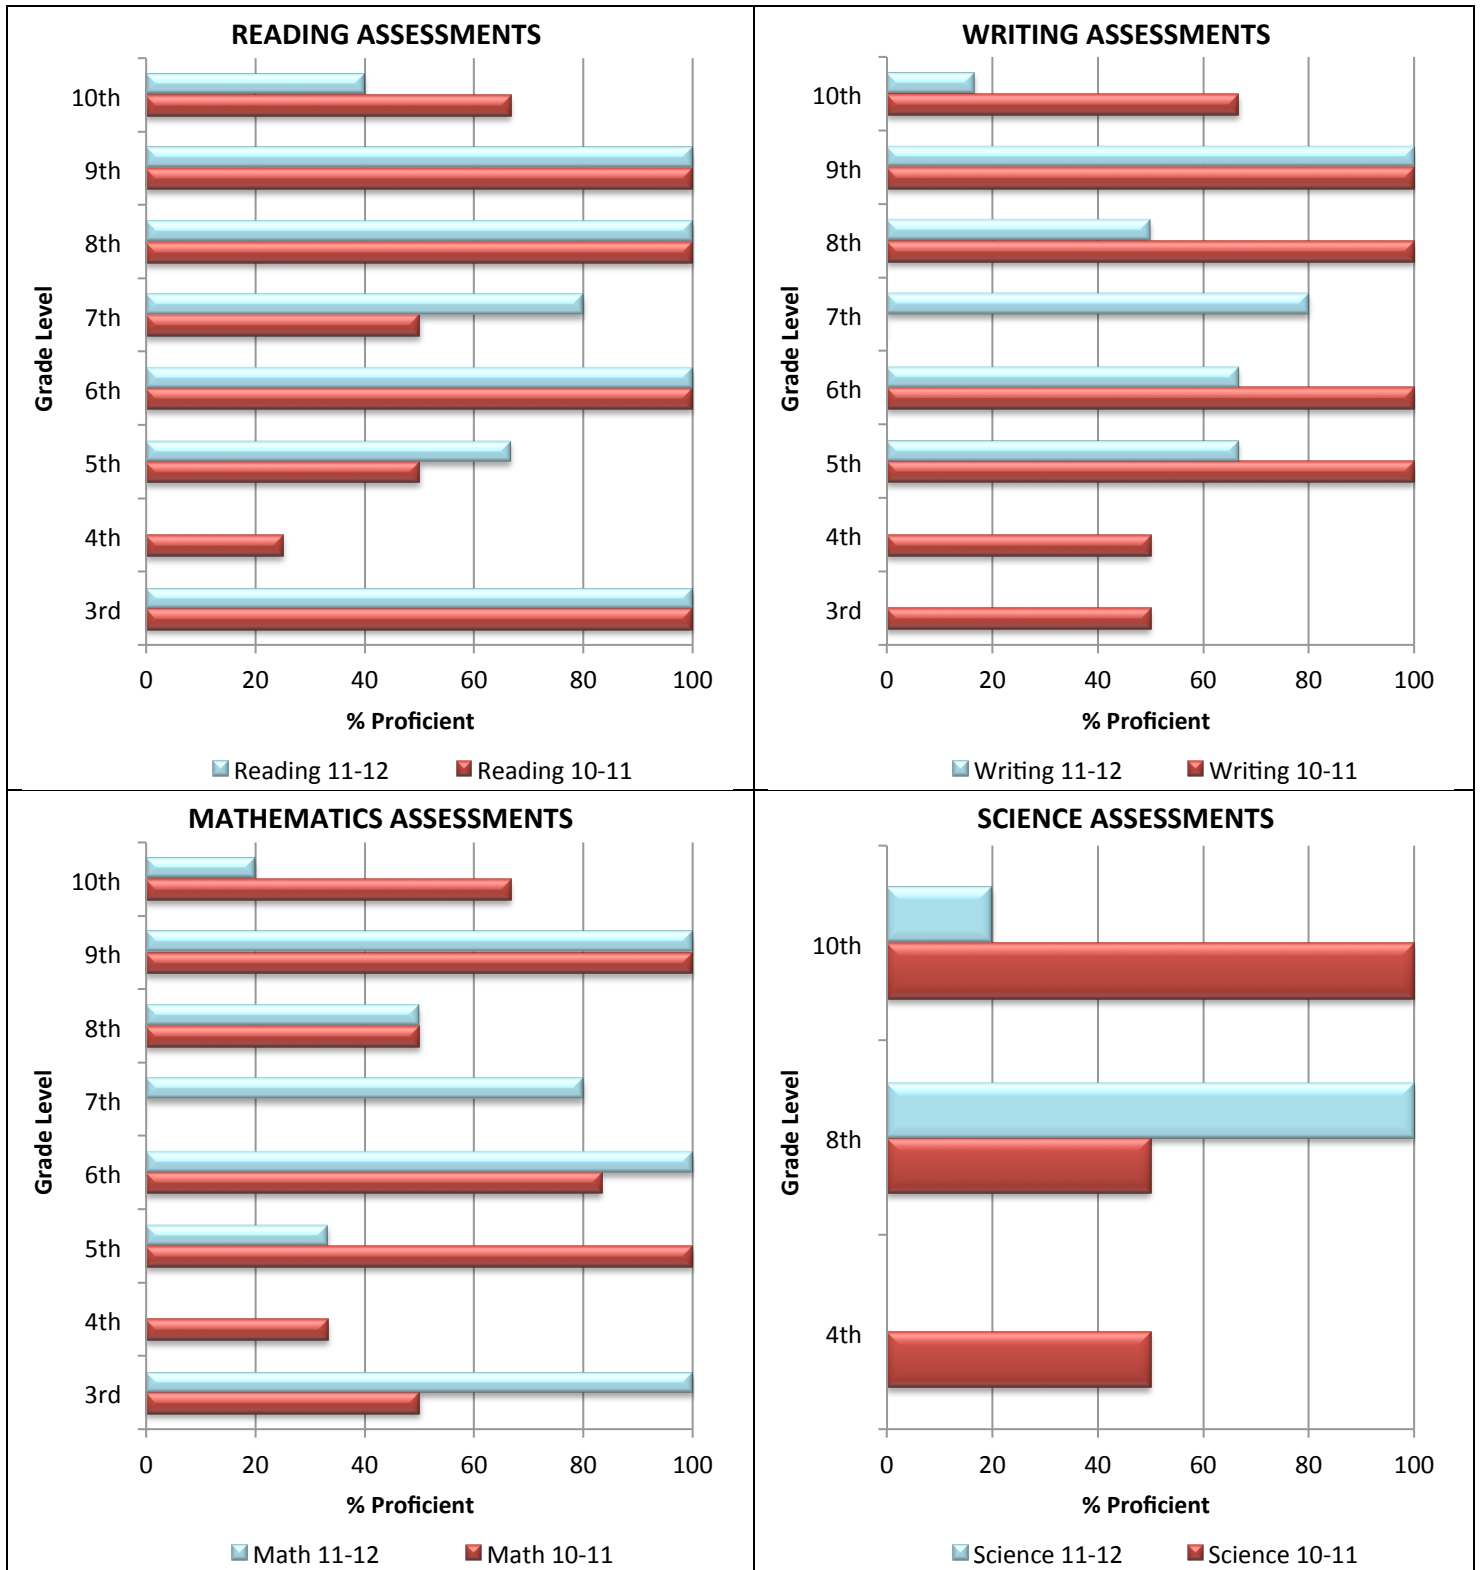 READING ASSESSMENTS
10th
9th
8th
7th
6th
5th
4th
3rd
Grade Level
0 20 40 60 80 100
% Proficient
Reading 11-12 Reading 10-11
WRITING ASSESSMENTS
10th
9th
8th
7th
6th
5th
4th
3rd
Grade Level
0 20 40 60 80 100
% Proficient
Writing 11-12 Writing 10-11
MATHEMATICS ASSESSMENTS
10th
9th
8th
7th
6th
5th
4th
3rd
Grade Level
0 20 40 60 80 100
% Proficient
Math 11-12 Math 10-11
SCIENCE ASSESSMENTS
10th
8th
4th
Grade Level
0 20 40 60 80 100
% Proficient
Science 11-12 Science 10-11